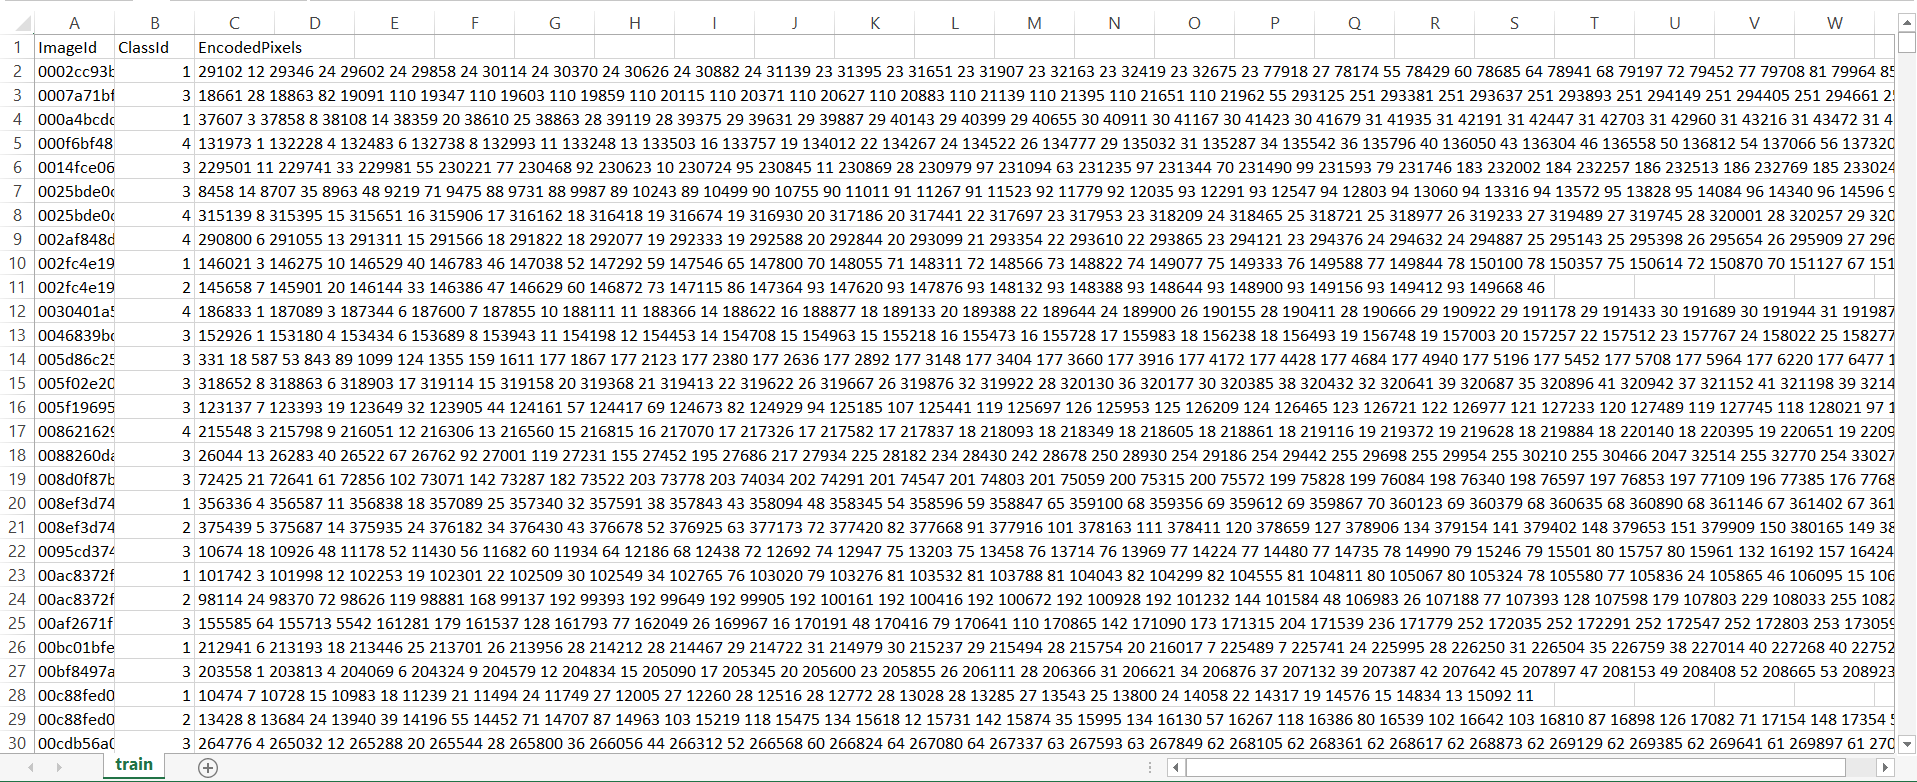 A B C D E F G H I J K L M N O P Q R S T U V W
1 ImageId ClassId EncodedPixels
2 0002cc93b 1 29102 12 29346 24 29602 24 29858 24 30114 24 30370 24 30626 24 30882 24 31139 23 31395 23 31651 23 31907 23 32163 23 32419 23 32675 23 77918 27 78174 55 78429 60 78685 64 78941 68 79197 72 79452 77 79708 81 79964 85
3 0007a71bf 3 18661 28 18863 82 19091 110 19347 110 19603 110 19859 110 20115 110 20371 110 20627 110 20883 110 21139 110 21395 110 21651 110 21962 55 293125 251 293381 251 293637 251 293893 251 294149 251 294405 251 294661 25
4 000a4bcdc 1 37607 3 37858 8 38108 14 38359 20 38610 25 38863 28 39119 28 39375 29 39631 29 39887 29 40143 29 40399 29 40655 30 40911 30 41167 30 41423 30 41679 31 41935 31 42191 31 42447 31 42703 31 42960 31 43216 31 43472 31 4
5 000f6bf48 4 131973 1 132228 4 132483 6 132738 8 132993 11 133248 13 133503 16 133757 19 134012 22 134267 24 134522 26 134777 29 135032 31 135287 34 135542 36 135796 40 136050 43 136304 46 136558 50 136812 54 137066 56 137320
6 0014fce06 3 229501 11 229741 33 229981 55 230221 77 230468 92 230623 10 230724 95 230845 11 230869 28 230979 97 231094 63 231235 97 231344 70 231490 99 231593 79 231746 183 232002 184 232257 186 232513 186 232769 185 233024
7 0025bde0c 3 8458 14 8707 35 8963 48 9219 71 9475 88 9731 88 9987 89 10243 89 10499 90 10755 90 11011 91 11267 91 11523 92 11779 92 12035 93 12291 93 12547 94 12803 94 13060 94 13316 94 13572 95 13828 95 14084 96 14340 96 14596 9
8 0025bde0c 4 315139 8 315395 15 315651 16 315906 17 316162 18 316418 19 316674 19 316930 20 317186 20 317441 22 317697 23 317953 23 318209 24 318465 25 318721 25 318977 26 319233 27 319489 27 319745 28 320001 28 320257 29 320
9 002af848d 4 290800 6 291055 13 291311 15 291566 18 291822 18 292077 19 292333 19 292588 20 292844 20 293099 21 293354 22 293610 22 293865 23 294121 23 294376 24 294632 24 294887 25 295143 25 295398 26 295654 26 295909 27 296
10 002fc4e19 1 146021 3 146275 10 146529 40 146783 46 147038 52 147292 59 147546 65 147800 70 148055 71 148311 72 148566 73 148822 74 149077 75 149333 76 149588 77 149844 78 150100 78 150357 75 150614 72 150870 70 151127 67 151
11 002fc4e19 2 145658 7 145901 20 146144 33 146386 47 146629 60 146872 73 147115 86 147364 93 147620 93 147876 93 148132 93 148388 93 148644 93 148900 93 149156 93 149412 93 149668 46
12 0030401a5 4 186833 1 187089 3 187344 6 187600 7 187855 10 188111 11 188366 14 188622 16 188877 18 189133 20 189388 22 189644 24 189900 26 190155 28 190411 28 190666 29 190922 29 191178 29 191433 30 191689 30 191944 31 191987
13 0046839bc 3 152926 1 153180 4 153434 6 153689 8 153943 11 154198 12 154453 14 154708 15 154963 15 155218 16 155473 16 155728 17 155983 18 156238 18 156493 19 156748 19 157003 20 157257 22 157512 23 157767 24 158022 25 158277
14 005d86c25 3 331 18 587 53 843 89 1099 124 1355 159 1611 177 1867 177 2123 177 2380 177 2636 177 2892 177 3148 177 3404 177 3660 177 3916 177 4172 177 4428 177 4684 177 4940 177 5196 177 5452 177 5708 177 5964 177 6220 177 6477 1
15 005f02e20 3 318652 8 318863 6 318903 17 319114 15 319158 20 319368 21 319413 22 319622 26 319667 26 319876 32 319922 28 320130 36 320177 30 320385 38 320432 32 320641 39 320687 35 320896 41 320942 37 321152 41 321198 39 3214
16 005f19695 3 123137 7 123393 19 123649 32 123905 44 124161 57 124417 69 124673 82 124929 94 125185 107 125441 119 125697 126 125953 125 126209 124 126465 123 126721 122 126977 121 127233 120 127489 119 127745 118 128021 97 1
17 008621629 4 215548 3 215798 9 216051 12 216306 13 216560 15 216815 16 217070 17 217326 17 217582 17 217837 18 218093 18 218349 18 218605 18 218861 18 219116 19 219372 19 219628 18 219884 18 220140 18 220395 19 220651 19 2209
18 0088260da 3 26044 13 26283 40 26522 67 26762 92 27001 119 27231 155 27452 195 27686 217 27934 225 28182 234 28430 242 28678 250 28930 254 29186 254 29442 255 29698 255 29954 255 30210 255 30466 2047 32514 255 32770 254 33027
19 008d0f87b 3 72425 21 72641 61 72856 102 73071 142 73287 182 73522 203 73778 203 74034 202 74291 201 74547 201 74803 201 75059 200 75315 200 75572 199 75828 199 76084 198 76340 198 76597 197 76853 197 77109 196 77385 176 7768
20 008ef3d74 1 356336 4 356587 11 356838 18 357089 25 357340 32 357591 38 357843 43 358094 48 358345 54 358596 59 358847 65 359100 68 359356 69 359612 69 359867 70 360123 69 360379 68 360635 68 360890 68 361146 67 361402 67 361
21 008ef3d74 2 375439 5 375687 14 375935 24 376182 34 376430 43 376678 52 376925 63 377173 72 377420 82 377668 91 377916 101 378163 111 378411 120 378659 127 378906 134 379154 141 379402 148 379653 151 379909 150 380165 149 38
22 0095cd374 3 10674 18 10926 48 11178 52 11430 56 11682 60 11934 64 12186 68 12438 72 12692 74 12947 75 13203 75 13458 76 13714 76 13969 77 14224 77 14480 77 14735 78 14990 79 15246 79 15501 80 15757 80 15961 132 16192 157 16424
23 00ac8372f 1 101742 3 101998 12 102253 19 102301 22 102509 30 102549 34 102765 76 103020 79 103276 81 103532 81 103788 81 104043 82 104299 82 104555 81 104811 80 105067 80 105324 78 105580 77 105836 24 105865 46 106095 15 106
24 00ac8372f 2 98114 24 98370 72 98626 119 98881 168 99137 192 99393 192 99649 192 99905 192 100161 192 100416 192 100672 192 100928 192 101232 144 101584 48 106983 26 107188 77 107393 128 107598 179 107803 229 108033 255 1082
25 00af2671f 3 155585 64 155713 5542 161281 179 161537 128 161793 77 162049 26 169967 16 170191 48 170416 79 170641 110 170865 142 171090 173 171315 204 171539 236 171779 252 172035 252 172291 252 172547 252 172803 253 173059
26 00bc01bfe 1 212941 6 213193 18 213446 25 213701 26 213956 28 214212 28 214467 29 214722 31 214979 30 215237 29 215494 28 215754 20 216017 7 225489 7 225741 24 225995 28 226250 31 226504 35 226759 38 227014 40 227268 40 22752
27 00bf8497a 3 203558 1 203813 4 204069 6 204324 9 204579 12 204834 15 205090 17 205345 20 205600 23 205855 26 206111 28 206366 31 206621 34 206876 37 207132 39 207387 42 207642 45 207897 47 208153 49 208408 52 208665 53 208923
28 00c88fed0 1 10474 7 10728 15 10983 18 11239 21 11494 24 11749 27 12005 27 12260 28 12516 28 12772 28 13028 28 13285 27 13543 25 13800 24 14058 22 14317 19 14576 15 14834 13 15092 11
29 00c88fed0 2 13428 8 13684 24 13940 39 14196 55 14452 71 14707 87 14963 103 15219 118 15475 134 15618 12 15731 142 15874 35 15995 134 16130 57 16267 118 16386 80 16539 102 16642 103 16810 87 16898 126 17082 71 17154 148 17354 5
30 00cdb56a0 3 264776 4 265032 12 265288 20 265544 28 265800 36 266056 44 266312 52 266568 60 266824 64 267080 64 267337 63 267593 63 267849 62 268105 62 268361 62 268617 62 268873 62 269129 62 269385 62 269641 61 269897 61 270
train